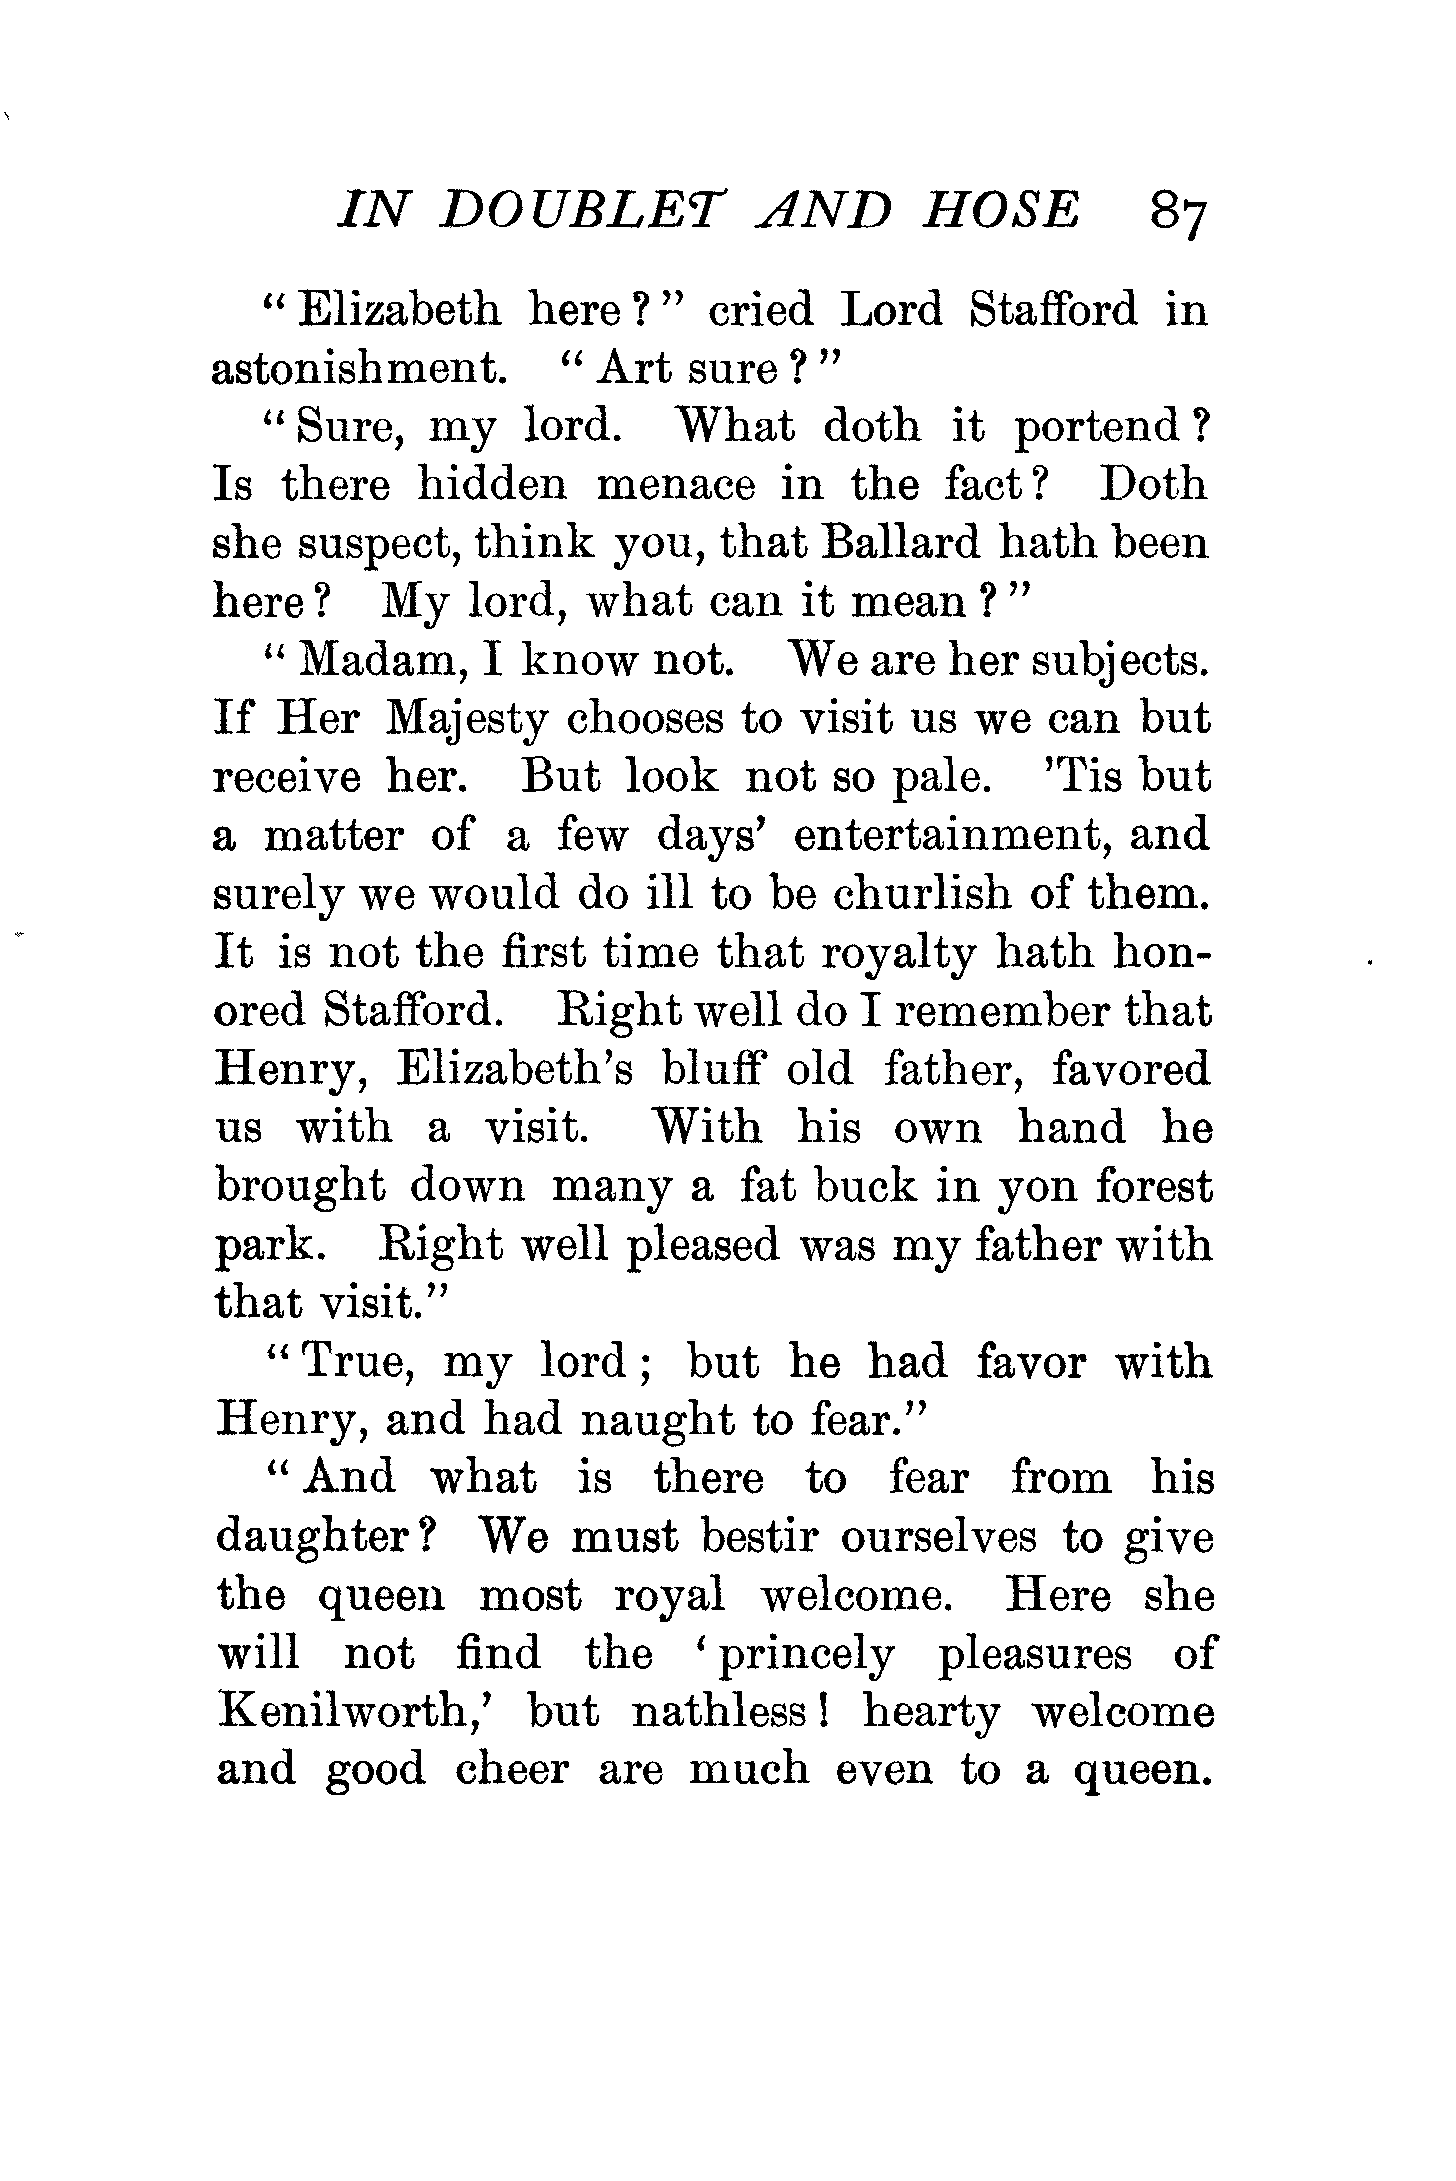 IN DOUBLET AND HOSE 87
“Elizabeth here?” cried Lord Stafford in
astonishment. “Art sure?”
“Sure, my lord. What doth it portend?
Is there hidden menace in the fact? Doth
she suspect, think you, that Ballard hath been
here? My lord, what can it mean?”
“Madam, I know not. We are her subjects.
If Her Majesty chooses to visit us we can but
receive her. But look not so pale. ’Tis but
a matter of a few days’ entertainment, and
surely we would do ill to be churlish of them.
It is not the first time that royalty hath hon-
ored Stafford. Right well do I remember that
Henry, Elizabeth’s bluff old father, favored
us with a visit. With his own hand he
brought down many a fat buck in yon forest
park. Right well pleased was my father with
that visit.”
“True, my lord; but he had favor with
Henry, and had naught to fear.”
“And what is there to fear from his
daughter? We must bestir ourselves to give
the queen most royal welcome. Here she
will not find the ‘princely pleasures of
Kenilworth,’ but nathless! hearty welcome
and good cheer are much even to a queen.